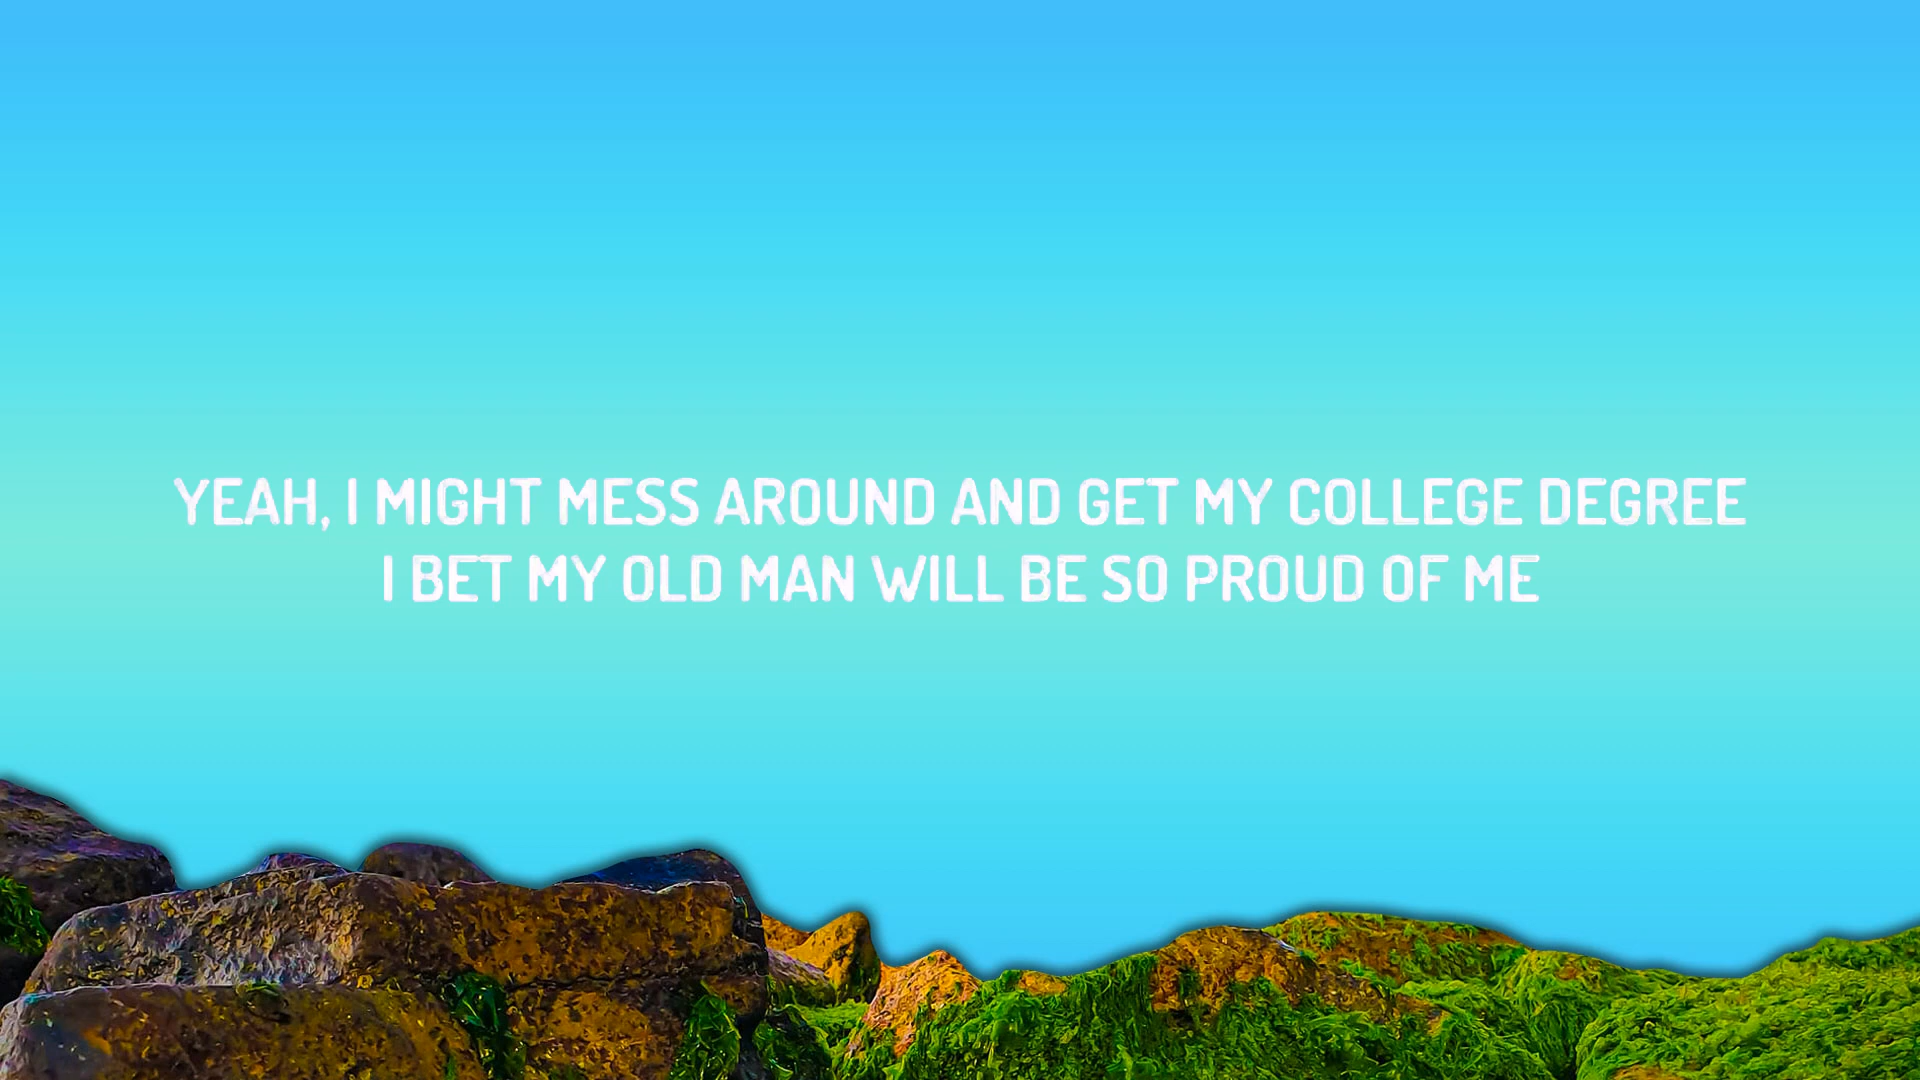 YEAH, I MIGHT MESS AROUND AND GET MY COLLEGE DEGREE
I BET MY OLD MAN WILL BE SO PROUD OF ME